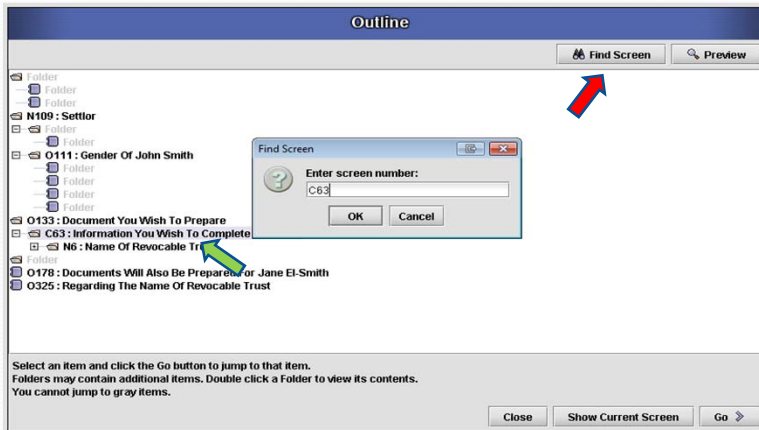 Outline
Find Screen
Preview
Folder
Folder
Folder
N109 : Settlor
Folder
Folder
O111 : Gender Of John Smith
Folder
Folder
Folder
Folder
O133 : Document You Wish To Prepare
C63 : Information You Wish To Complete
N6 : Name Of Revocable
Folder
O178 : Documents Will Also Be Prepared For Jane El-Smith
O325 : Regarding The Name Of Revocable Trust
Find Screen
Enter screen number:
C63
OK
Cancel
Select an item and click the Go button to jump to that item.
Folders may contain additional items. Double click a Folder to view its contents.
You cannot jump to gray items.
Close
Show Current Screen
Go